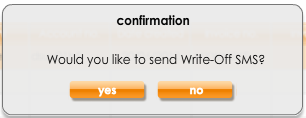 confirmation
Would you like to send Write-Off SMS?
yes no